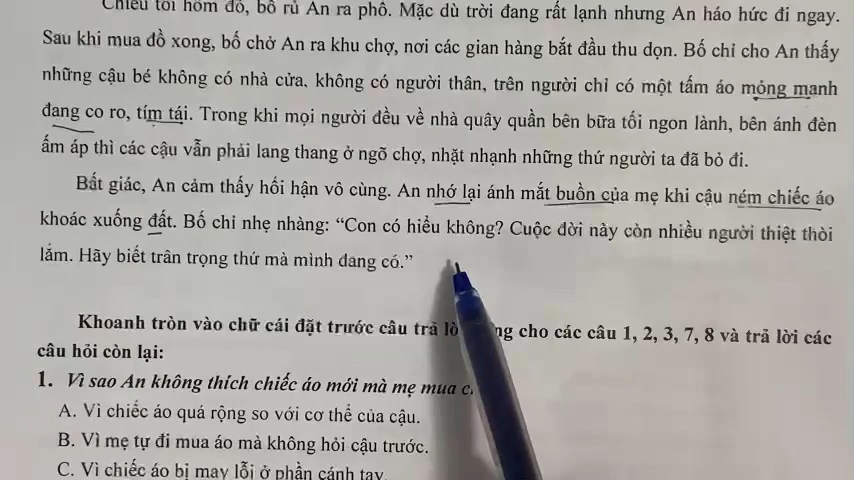 Chiều tối hôm đó, bố rủ An ra phố. Mặc dù trời đang rất lạnh nhưng An háo hức đi ngay.
Sau khi mua đồ xong, bố chở An ra khu chợ, nơi các gian hàng bắt đầu thu dọn. Bố chỉ cho An thấy
những cậu bé không có nhà cửa, không có người thân, trên người chỉ có một tấm áo mỏng manh
đang co ro, tím tái. Trong khi mọi người đều về nhà quây quần bên bữa tối ngon lành, bên ánh đèn
ấm áp thì các cậu vẫn phải lang thang ở ngõ chợ, nhặt nhạnh những thứ người ta đã bỏ đi.
Bất giác, An cảm thấy hối hận vô cùng. An nhớ lại ánh mắt buồn của mẹ khi cậu ném chiếc áo
khoác xuống đất. Bố chỉ nhẹ nhàng: “Con có hiểu không? Cuộc đời này còn nhiều người thiệt thòi
lắm. Hãy biết trân trọng thứ mà mình đang có.”
Khoanh tròn vào chữ cái đặt trước câu trả cho các câu 1, 2, 3, 7, 8 và trả lời các
câu hỏi còn lại:
1. Vì sao An không thích chiếc áo mới mà mẹ mua
A. Vì chiếc áo quá rộng so với cơ thể của cậu.
B. Vì mẹ tự đi mua áo mà không hỏi cậu trước.
C. Vì chiếc áo bị may lỗi ở phần cánh tay.